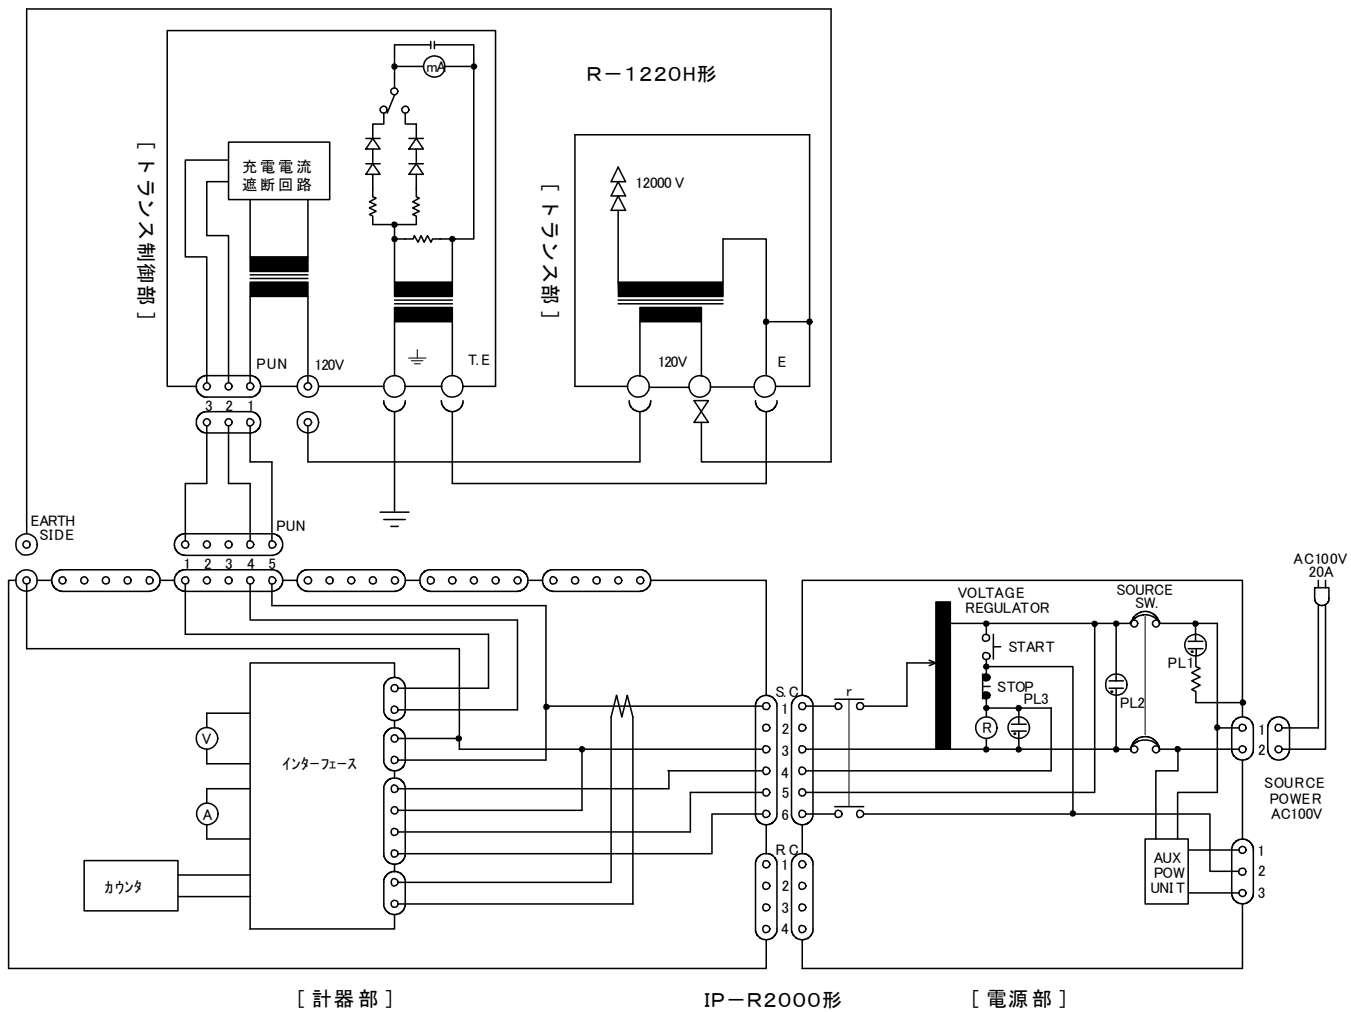 R－1220H形
mA
[ トランス制御部 ]
充電電流
遮断回路
[ トランス部 ]
12000 V
PUN
120V
T.E
120V
E
3 2 1
EARTH
SIDE
PUN
1 2 3 4 5
AC100V
20A
VOLTAGE
REGULATOR
SOURCE
SW.
START
STOP
PL3
R
PL2
PL1
r
S.C
1
2
3
4
5
6
R.C
1
2
3
4
V
A
インターフェース
カウンタ
1
2
SOURCE
POWER
AC100V
AUX
POW
UNIT
1
2
3
[ 計器部 ]
IP－R2000形
[ 電源部 ]